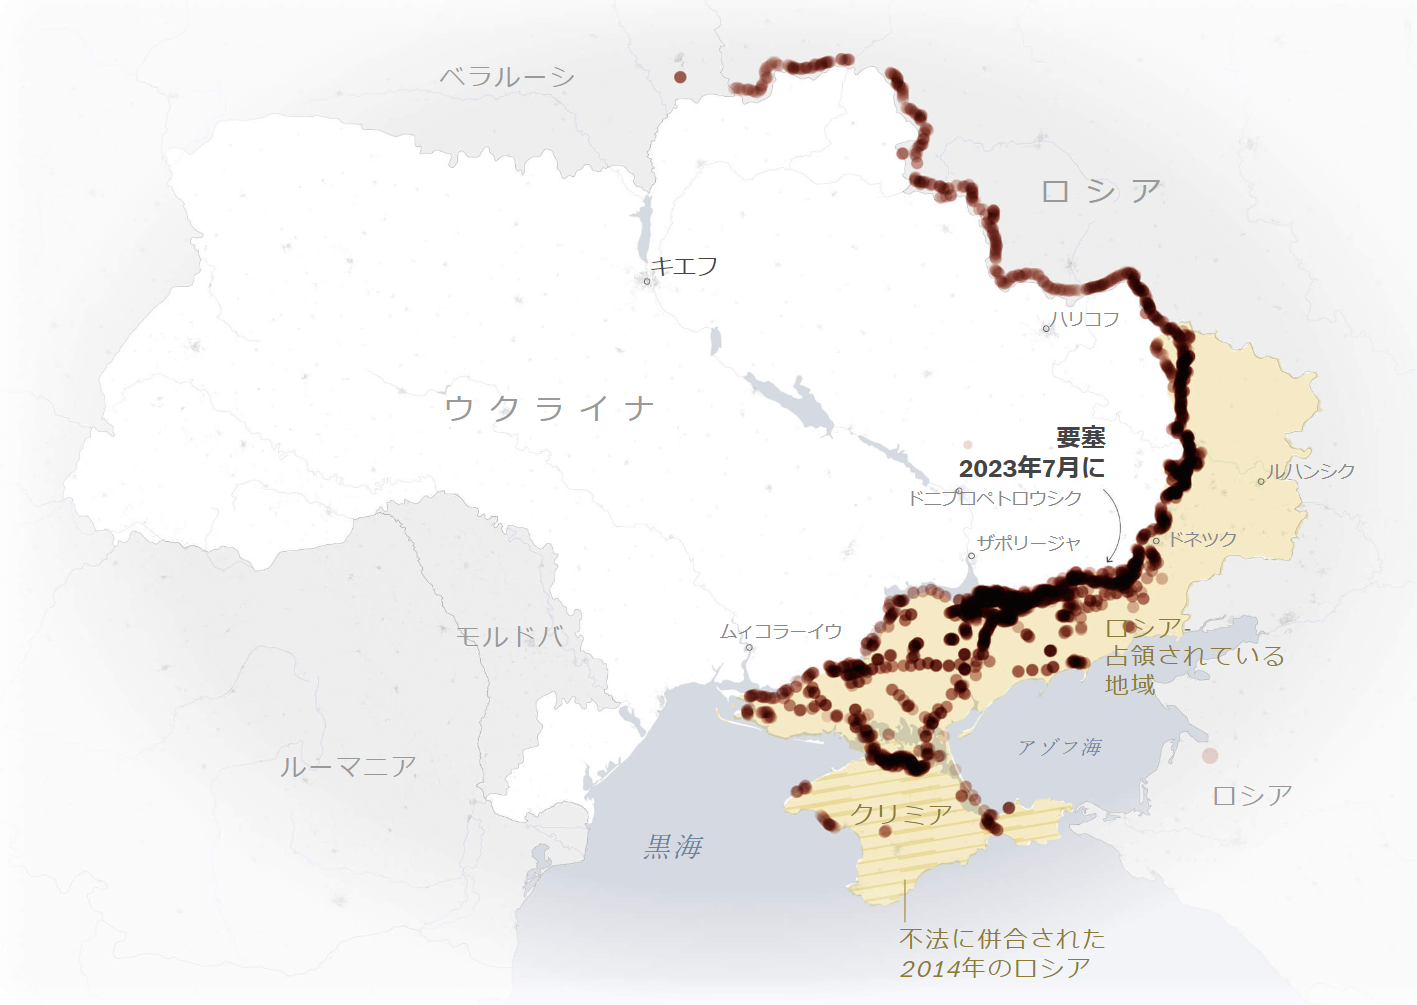 ベラルーシ
ロシア
キエフ
ハリコフ
ウクライナ
要塞
2023年7月に
ルハンシク
ドニプロペトロウシク
ドネツク
ザポリージャ
ムィコラーイウ
モルドバ
ロシア-
占領されている
地域
アゾフ海
ルーマニア
ロシア
クリミア
黒海
不法に併合された
2014年のロシア